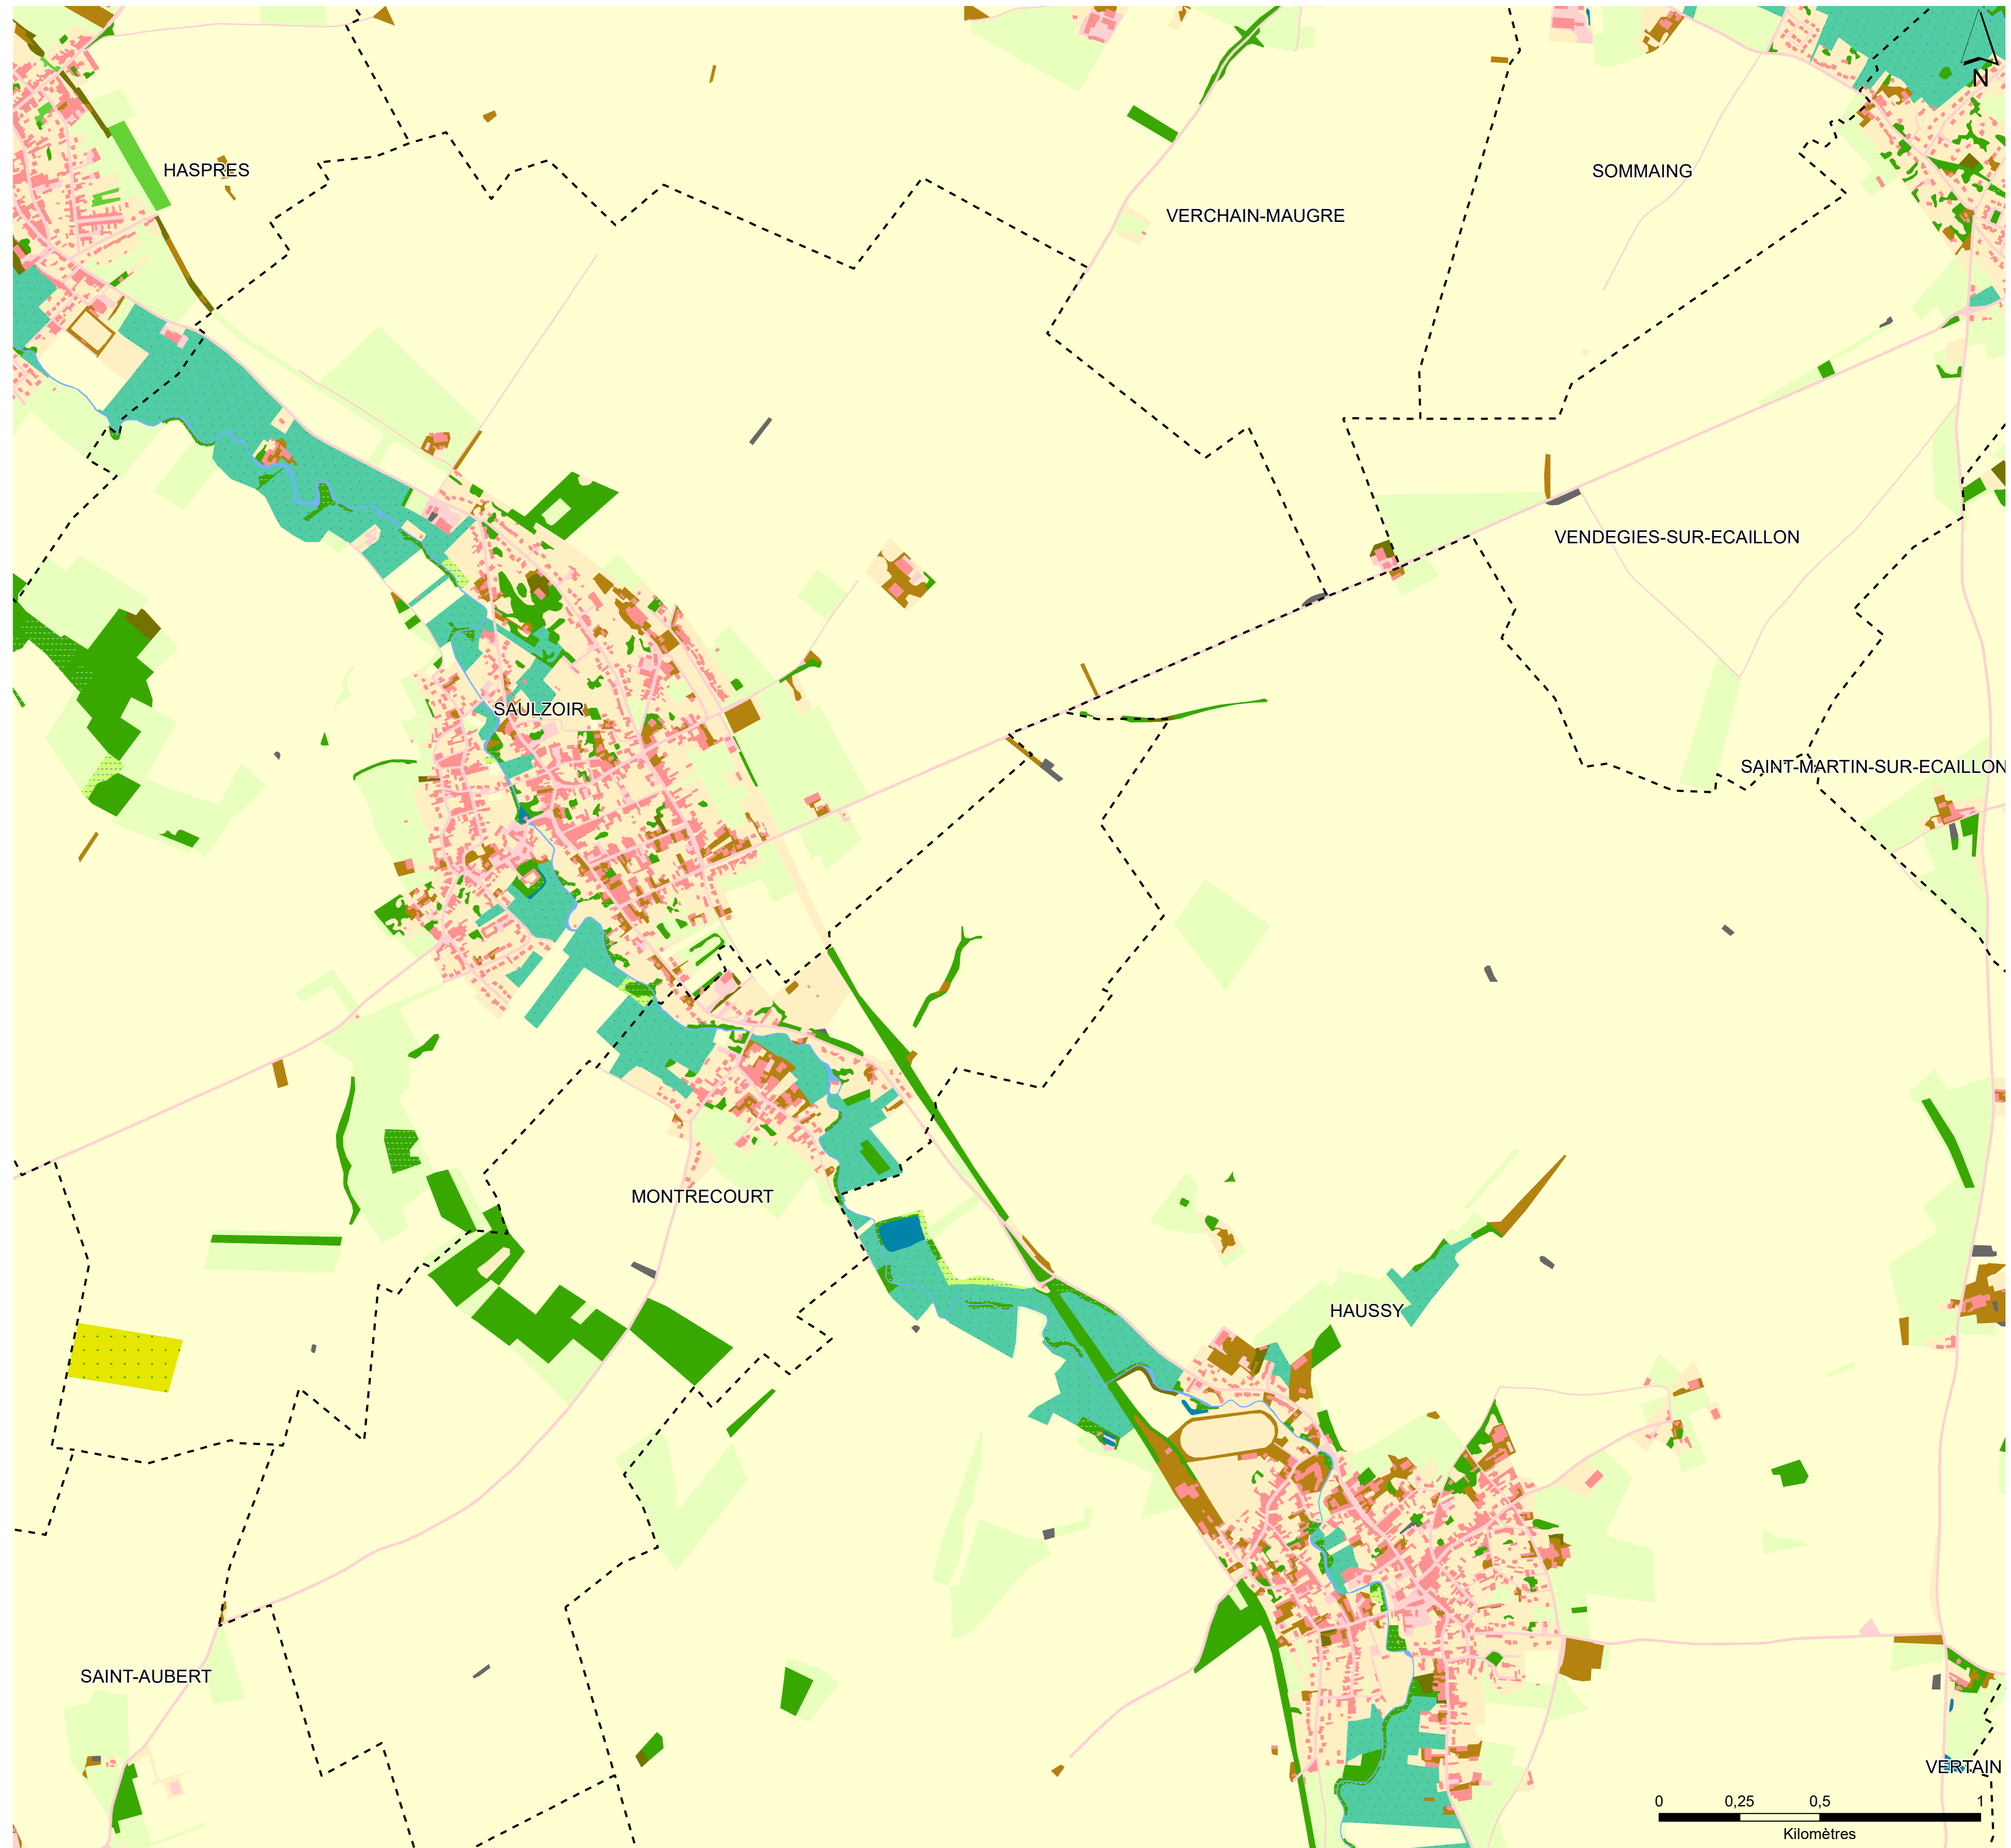 N
HASPRES
SOMMAING
VERCHAIN-MAUGRE
VENDEGIES-SUR-ECAILLON
SAULZOIR
SAINT-MARTIN-SUR-ECAILLON
MONTRECOURT
HAUSSY
SAINT-AUBERT
VERTAIN
0 0,25 0,5 1
Kilomètres